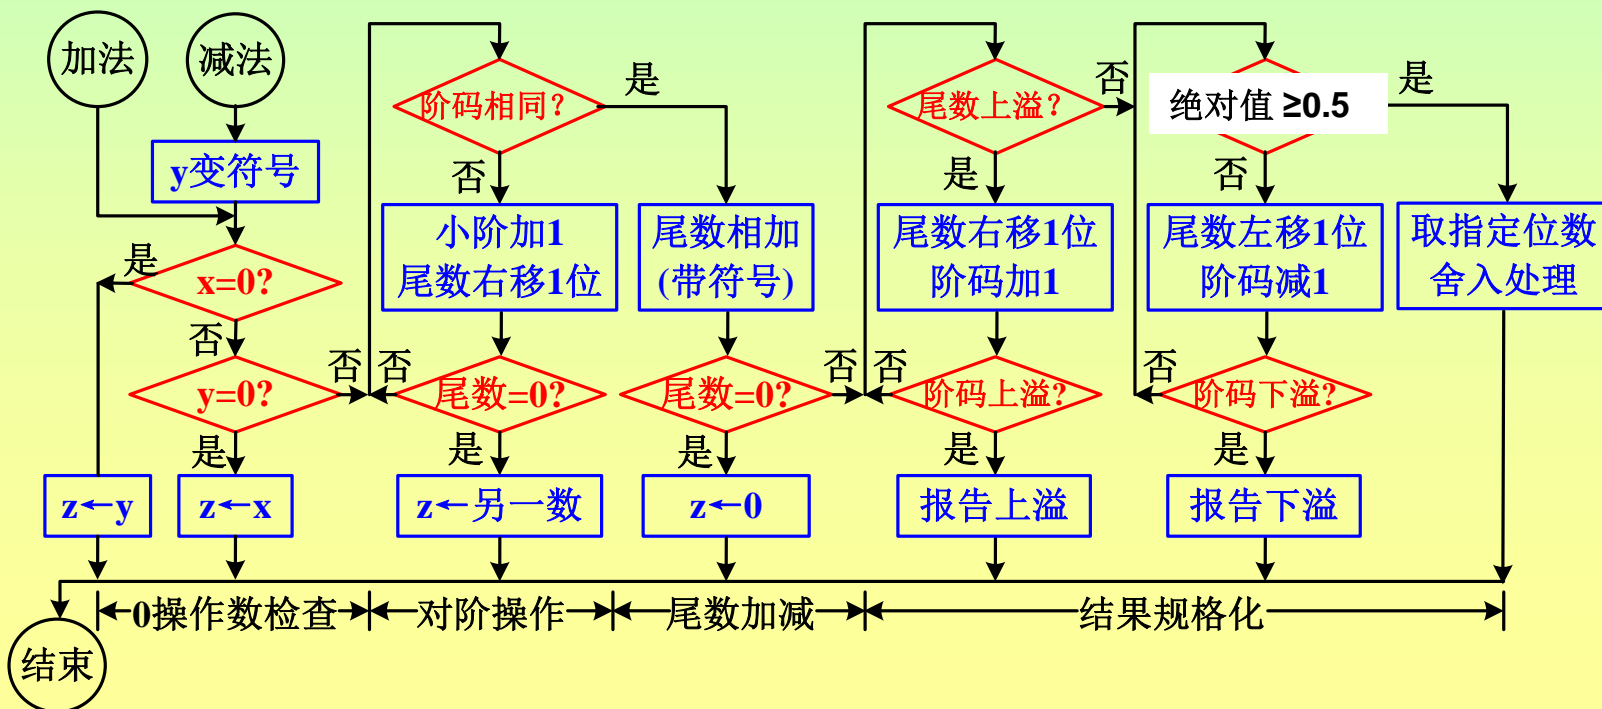 加法
减法
y变符号
是
x=0?
否
y=0?
否
是
z←y
z←x
阶码相同?
是
否
小阶加1
尾数右移1位
否
尾数=0?
是
z←另一数
尾数相加
(带符号)
尾数=0?
否
是
z←0
尾数上溢?
否
是
尾数右移1位
阶码加1
否
阶码上溢?
是
报告上溢
绝对值 ≥0.5
是
否
尾数左移1位
阶码减1
否
阶码下溢?
是
报告下溢
取指定位数
舍入处理
0操作数检查
对阶操作
尾数加减
结果规格化
结束